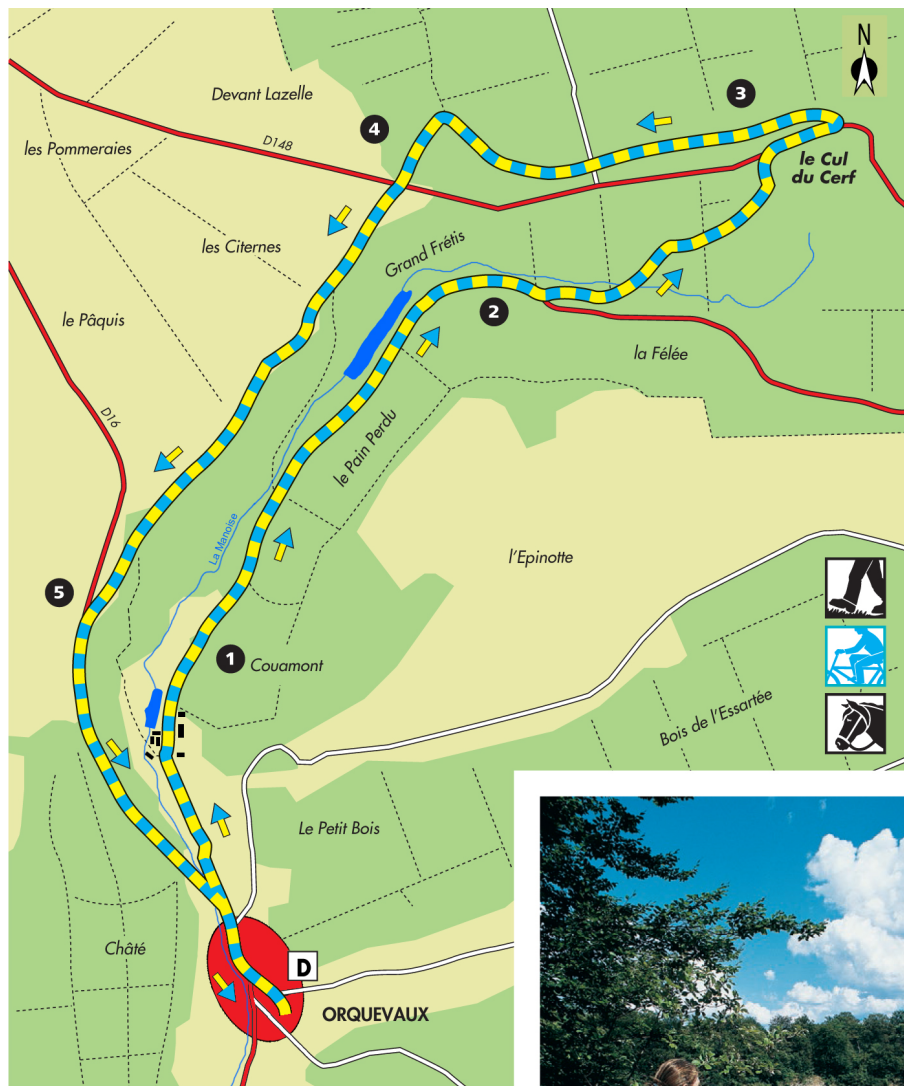 N
3
Devant Lazelle
4
D148
les Pommeraies
le Cul
du Cerf
les Citernes
Grand Frétis
le Pâquis
2
la Félée
D16
le Pain Perdu
La Manoise
l'Epinotte
5
1
Couamont
Bois de l'Essartée
Le Petit Bois
Châté
D
ORQUEVAUX